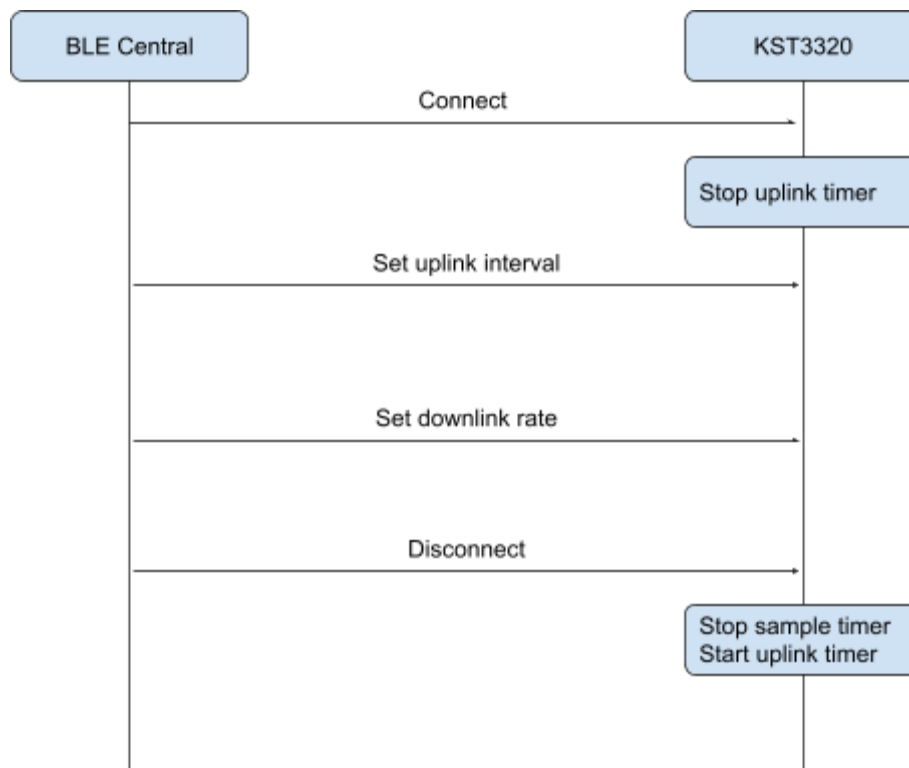 BLE Central
KST3320
Connect
Stop uplink timer
Set uplink interval
Set downlink rate
Disconnect
Stop sample timer
Start uplink timer